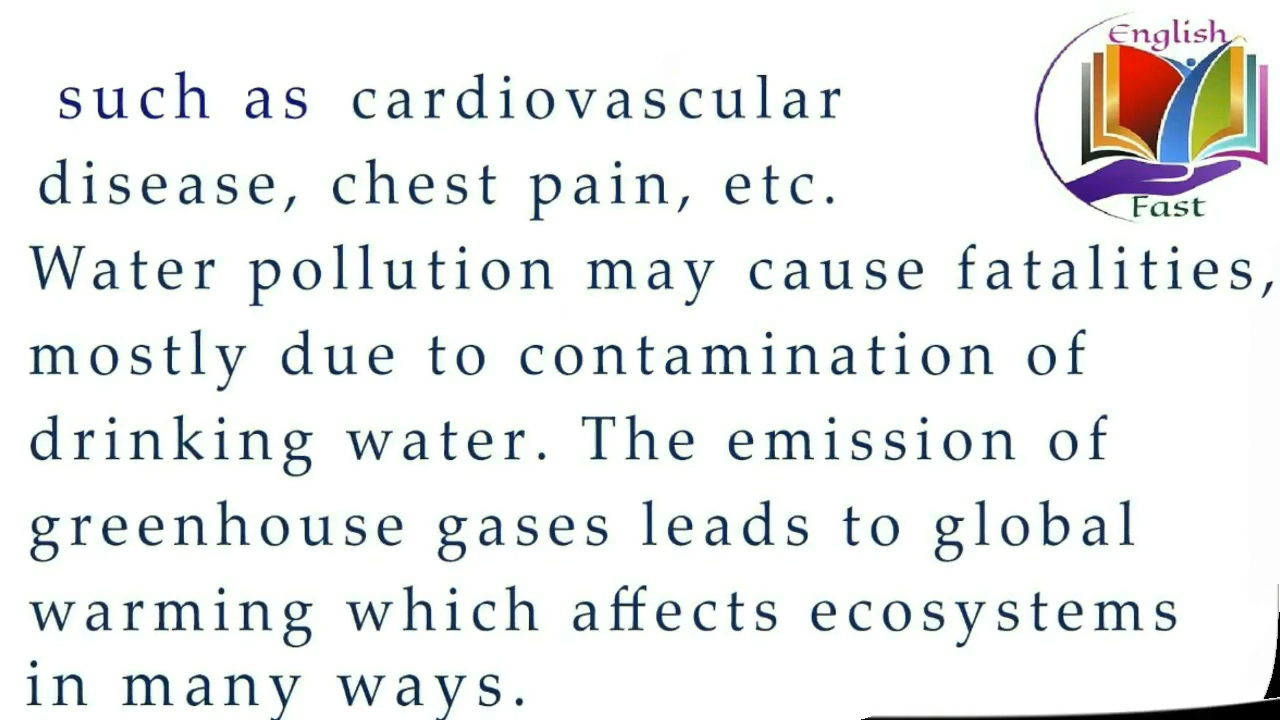 English
such as cardiovascular
disease, chest pain, etc.
Fast
Water pollution may cause fatalities,
mostly due to contamination of
drinking water. The emission of
greenhouse gases leads to global
warming which affects ecosystems
in many ways.